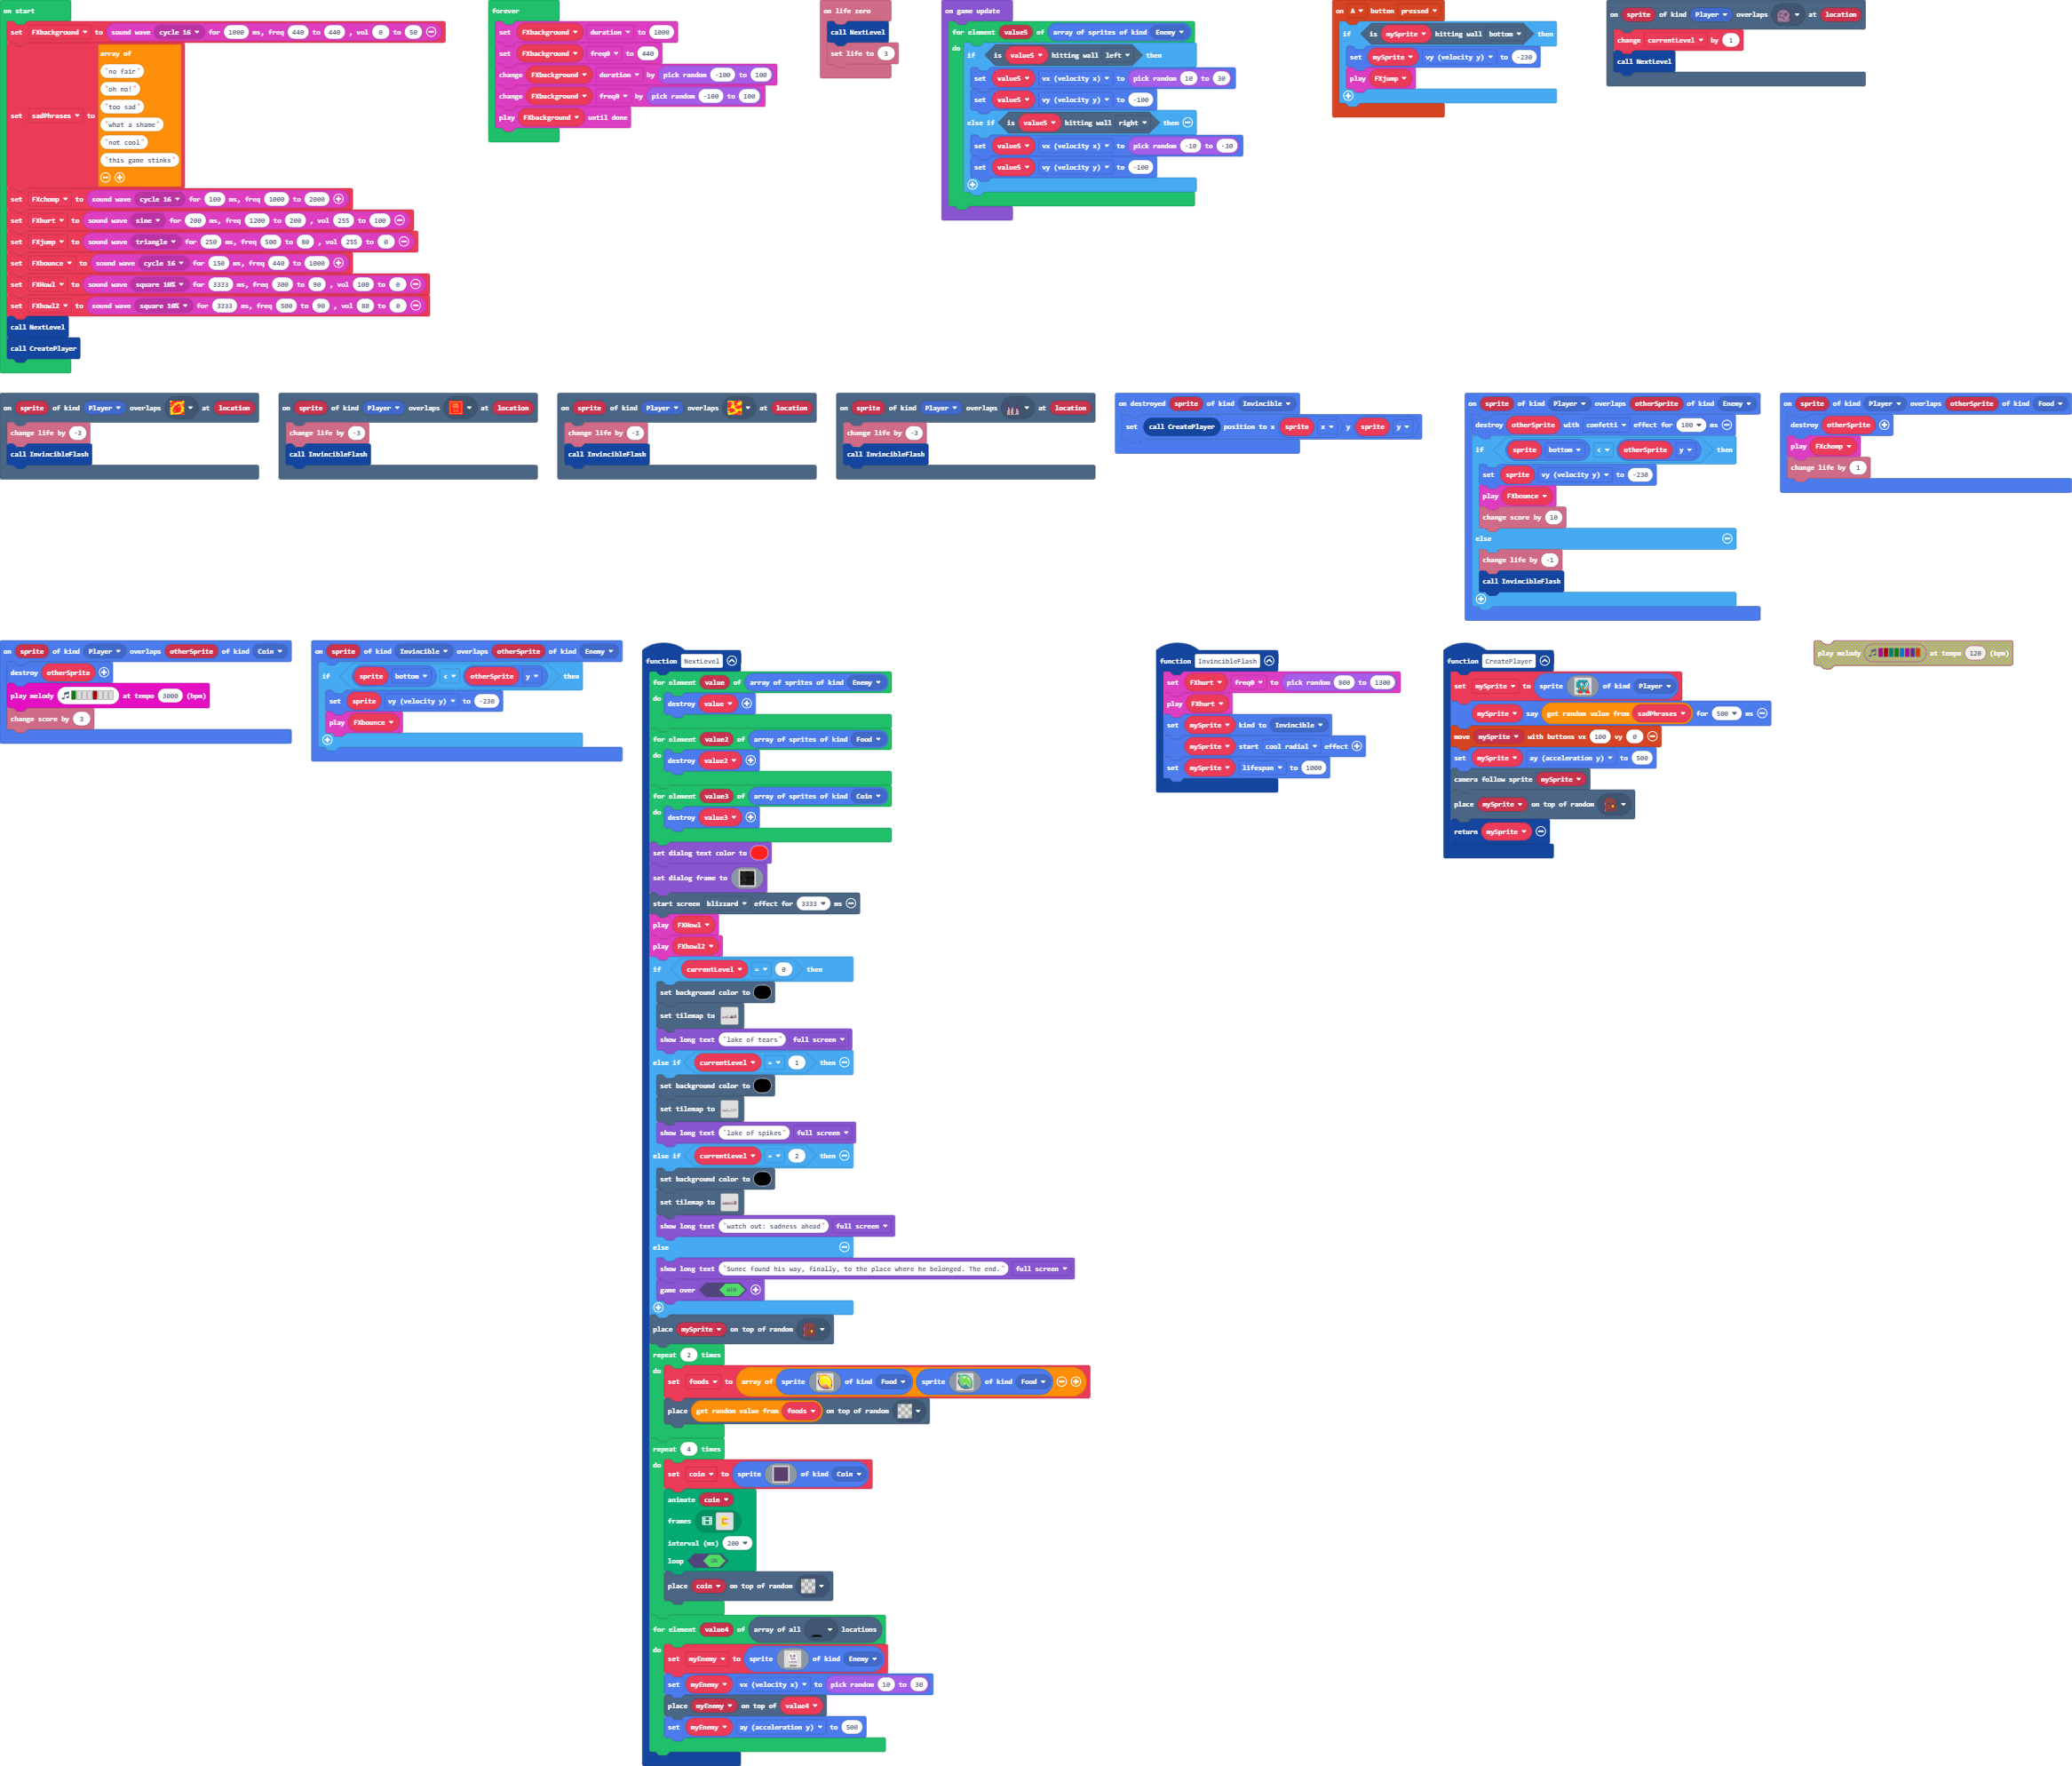 on start
set FXbackground to sound wave cycle 16 for 1000 ms, freq 440 to 440 , vol 0 to 50
set sadPhrases to array of
"no fair"
"oh no!"
"too sad"
"what a shame"
"not cool"
"this game stinks"
set FXchomp to sound wave cycle 16 for 100 ms, freq 1000 to 2000
set FXhurt to sound wave sine for 200 ms, freq 1200 to 200 , vol 255 to 100
set FXjump to sound wave triangle for 250 ms, freq 500 to 80 , vol 255 to 0
set FXbounce to sound wave cycle 16 for 150 ms, freq 440 to 1000
set FXHowl to sound wave square 10% for 3333 ms, freq 300 to 90 , vol 100 to 0
set FXhowl2 to sound wave square 10% for 3333 ms, freq 500 to 90 , vol 80 to 0
call NextLevel
call CreatePlayer
forever
set FXbackground duration to 1000
set FXbackground freq0 to 440
change FXbackground duration by pick random -100 to 100
change FXbackground freq0 by pick random -100 to 100
play FXbackground until done
on life zero
call NextLevel
set life to 3
on game update
for element value5 of array of sprites of kind Enemy
do if is value5 hitting wall left then
set value5 vx (velocity x) to pick random 10 to 30
set value5 vy (velocity y) to -100
else if is value5 hitting wall right then
set value5 vx (velocity x) to pick random -10 to -30
set value5 vy (velocity y) to -100
on A button pressed
if is mySprite hitting wall bottom then
set mySprite vy (velocity y) to -230
play FXjump
on sprite of kind Player overlaps at location
change currentLevel by 1
call NextLevel
on sprite of kind Player overlaps at location
change life by -3
call InvincibleFlash
on sprite of kind Player overlaps at location
change life by -3
call InvincibleFlash
on sprite of kind Player overlaps at location
change life by -3
call InvincibleFlash
on sprite of kind Player overlaps at location
change life by -3
call InvincibleFlash
on destroyed sprite of kind Invincible
set call CreatePlayer position to x sprite x y sprite y
on sprite of kind Player overlaps otherSprite of kind Enemy
destroy otherSprite with confetti effect for 100 ms
if sprite bottom < otherSprite y then
set sprite vy (velocity y) to -230
play FXbounce
change score by 10
else
change life by -1
call InvincibleFlash
on sprite of kind Player overlaps otherSprite of kind Food
destroy otherSprite
play FXchomp
change life by 1
on sprite of kind Player overlaps otherSprite of kind Coin
destroy otherSprite
play melody at tempo 3000 (bpm)
change score by 3
on sprite of kind Invincible overlaps otherSprite of kind Enemy
if sprite bottom < otherSprite y then
set sprite vy (velocity y) to -230
play FXbounce
function NextLevel
for element value of array of sprites of kind Enemy
do destroy value
for element value2 of array of sprites of kind Food
do destroy value2
for element value3 of array of sprites of kind Coin
do destroy value3
set dialog text color to
set dialog frame to
start screen blizzard effect for 3333 ms
play FXHowl
play FXhowl2
if currentLevel = 0 then
set background color to
set tilemap to
show long text "lake of tears" full screen
else if currentLevel = 1 then
set background color to
set tilemap to
show long text "lake of spikes" full screen
else if currentLevel = 2 then
set background color to
set tilemap to
show long text "watch out: sadness ahead" full screen
else
show long text "Sunec found his way, finally, to the place where he belonged. The end." full screen
game over WIN
place mySprite on top of random
repeat 2 times
do set foods to array of sprite of kind Food sprite of kind Food
place get random value from foods on top of random
repeat 4 times
do set coin to sprite of kind Coin
animate coin
frames
interval (ms) 200
loop ON
place coin on top of random
for element value4 of array of all locations
do set myEnemy to sprite of kind Enemy
set myEnemy vx (velocity x) to pick random 10 to 30
place myEnemy on top of value4
set myEnemy ay (acceleration y) to 500
function InvincibleFlash
set FXhurt freq0 to pick random 800 to 1300
play FXhurt
set mySprite kind to Invincible
mySprite start cool radial effect
set mySprite lifespan to 1000
function CreatePlayer
set mySprite to sprite of kind Player
mySprite say get random value from sadPhrases for 500 ms
move mySprite with buttons vx 100 vy 0
set mySprite ay (acceleration y) to 500
camera follow sprite mySprite
place mySprite on top of random
return mySprite
play melody at tempo 120 (bpm)